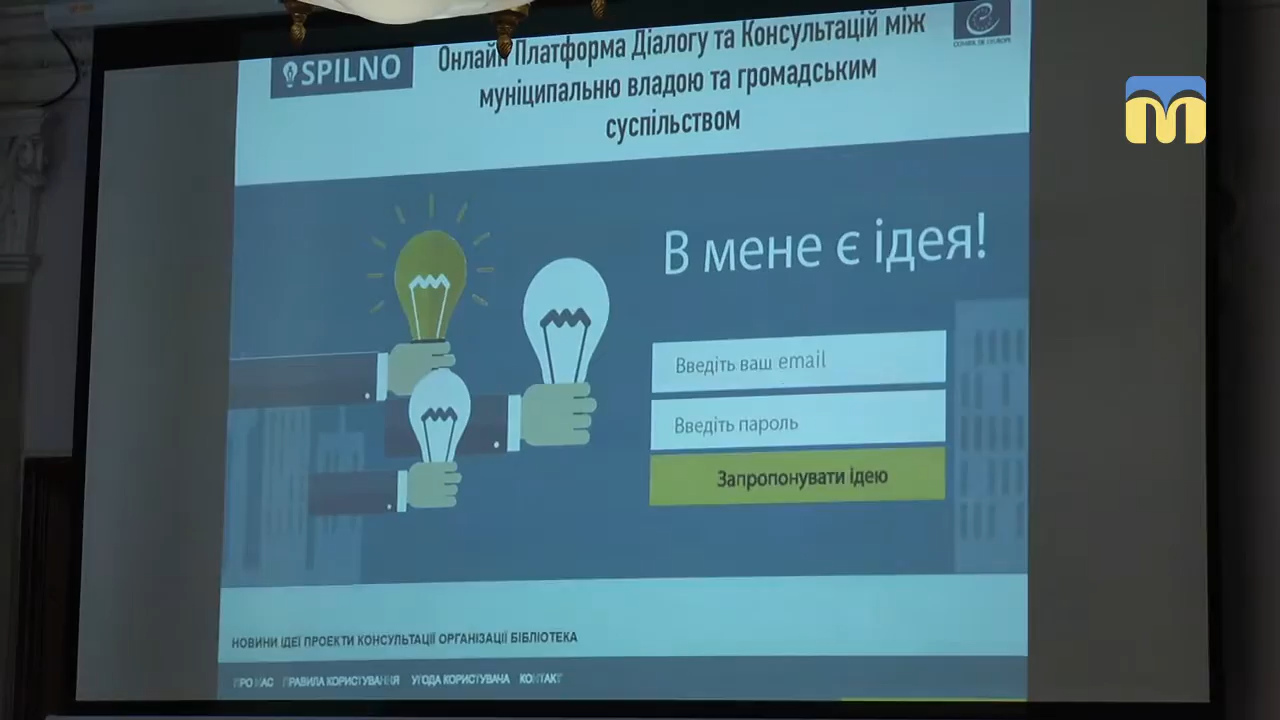 SPILNO
Онлайн Платформа Діалогу та Консультацій між
муніципальню владою та громадським
суспільством
В мене є ідея!
Введіть ваш email
Введіть пароль
Запропонувати ідею
НОВИНИ ІДЕЇ ПРОЕКТИ КОНСУЛЬТАЦІЇ ОРГАНІЗАЦІЇ БІБЛІОТЕКА
ПРО НАС ПРАВИЛА КОРИСТУВАННЯ УГОДА КОРИСТУВАЧА КОНТАКТ